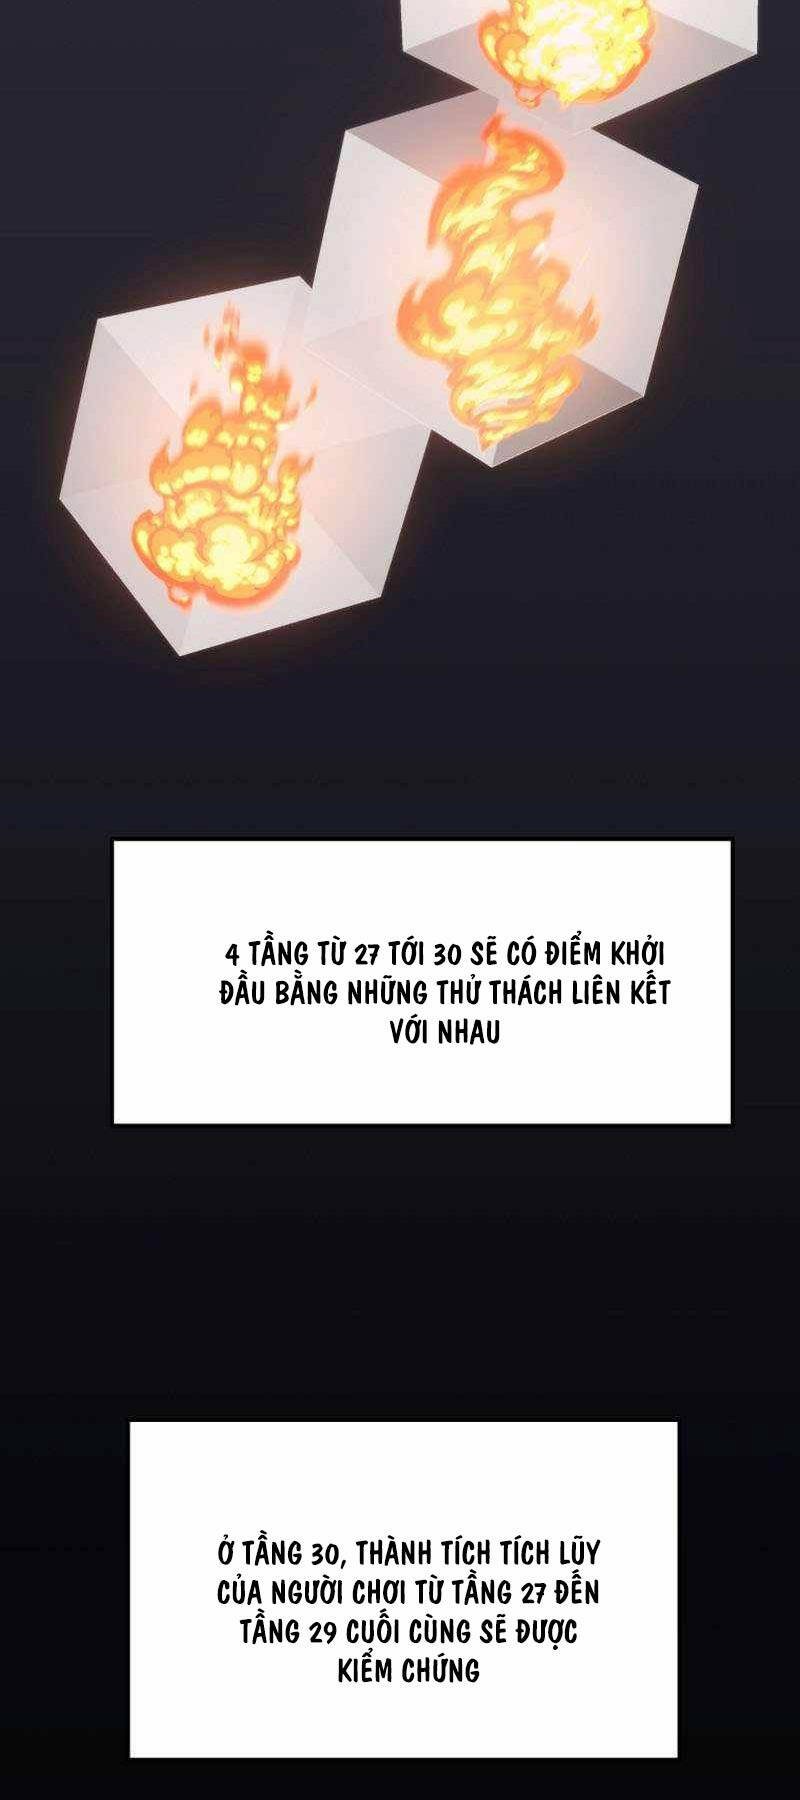 4 TẦNG TỪ 27 TỚI 30 SẼ CÓ ĐIỂM KHỞI
ĐẦU BẰNG NHỮNG THỬ THÁCH LIÊN KẾT
VỚI NHAU
Ở TẦNG 30, THÀNH TÍCH TÍCH LŨY
CỦA NGƯỜI CHƠI TỪ TẦNG 27 ĐẾN
TẦNG 29 CUỐI CÙNG SẼ ĐƯỢC
KIỂM CHỨNG